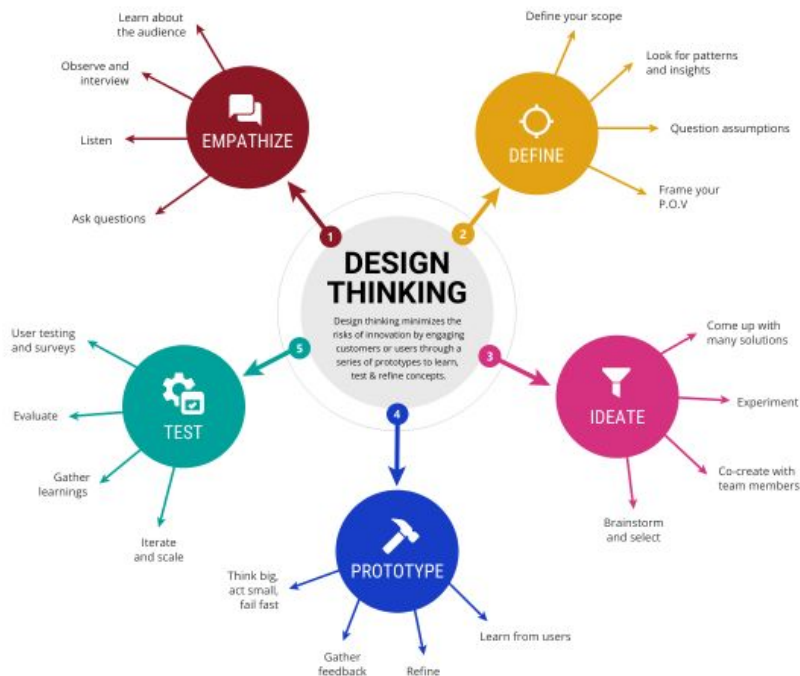 DESIGN
THINKING
Design thinking minimizes the
risks of innovation by engaging
customers or users through a
series of prototypes to learn,
test & refine concepts.
1
EMPATHIZE
Learn about
the audience
Observe and
interview
Listen
Ask questions
2
DEFINE
Define your scope
Look for patterns
and insights
Question assumptions
Frame your
P.O.V
3
IDEATE
Come up with
many solutions
Experiment
Co-create with
team members
Brainstorm
and select
4
PROTOTYPE
Learn from users
Refine
Gather
feedback
Think big,
act small,
fail fast
5
TEST
User testing
and surveys
Evaluate
Gather
learnings
Iterate
and scale